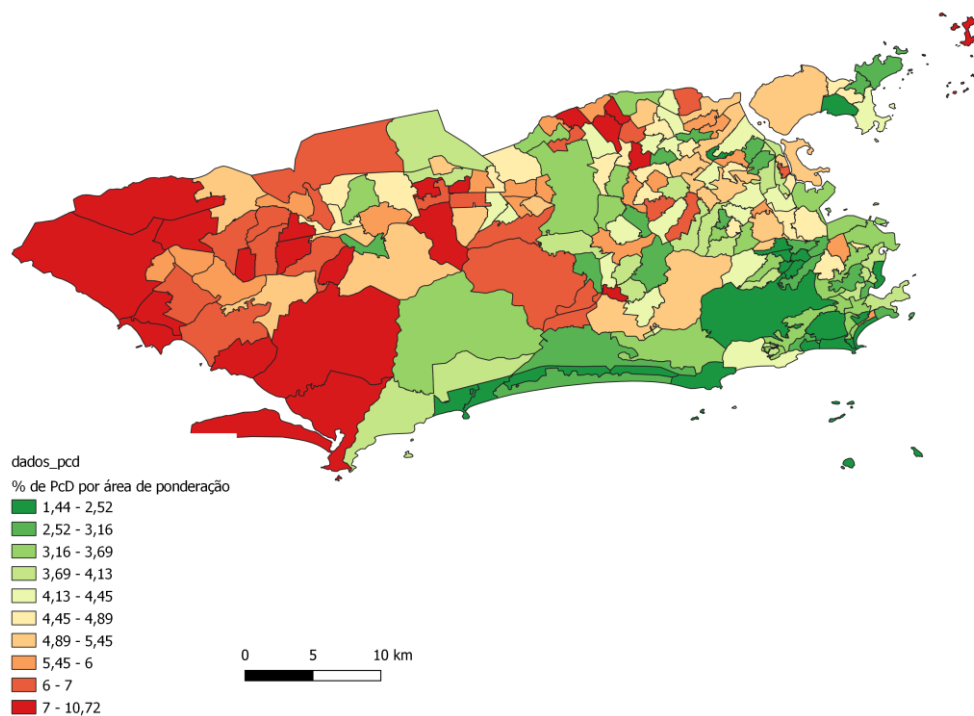 dados_pcd
% de PcD por área de ponderação
1,44 - 2,52
2,52 - 3,16
3,16 - 3,69
3,69 - 4,13
4,13 - 4,45
4,45 - 4,89
4,89 - 5,45
5,45 - 6
6 - 7
7 - 10,72
0 5 10 km